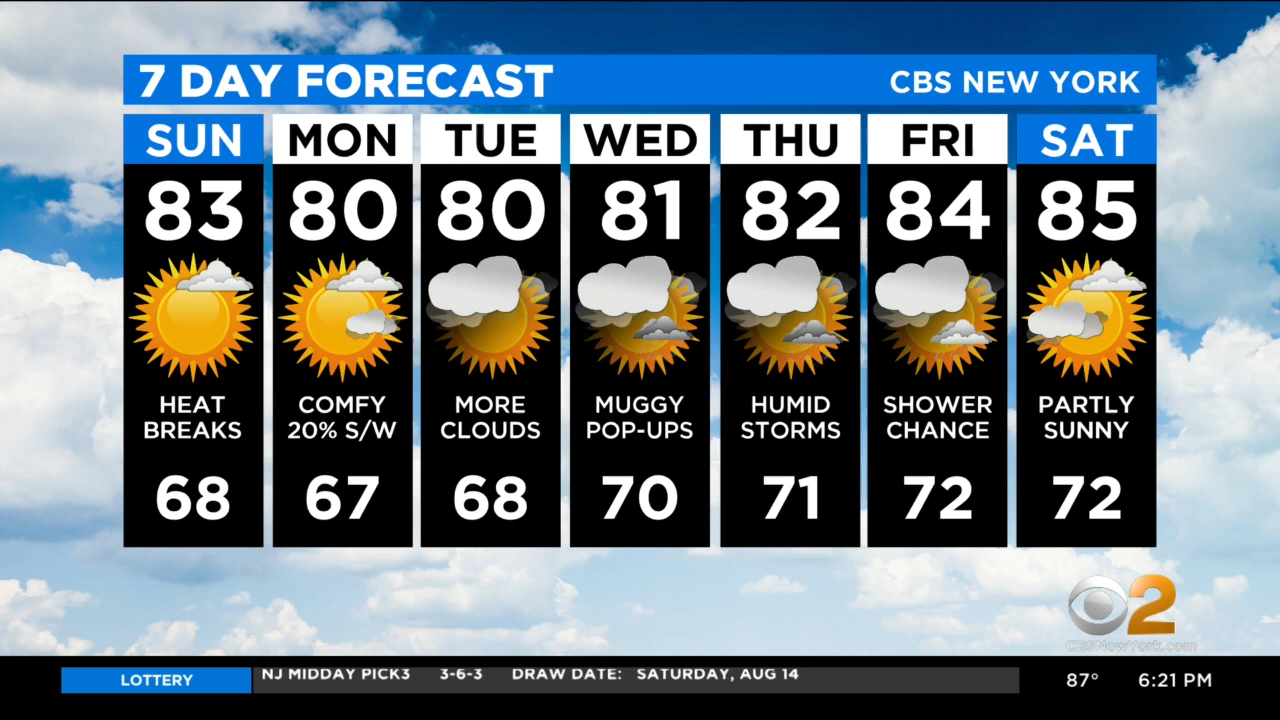 7 DAY FORECAST CBS NEW YORK
SUN MON TUE WED THU FRI SAT
83 80 80 81 82 84 85
HEAT COMFY MORE MUGGY HUMID SHOWER PARTLY
BREAKS 20% S/W CLOUDS POP-UPS STORMS CHANCE SUNNY
68 67 68 70 71 72 72
2
CBSNewYork.com
LOTTERY NJ MIDDAY PICK3 3-6-3 DRAW DATE: SATURDAY, AUG 14 87° 6:21 PM